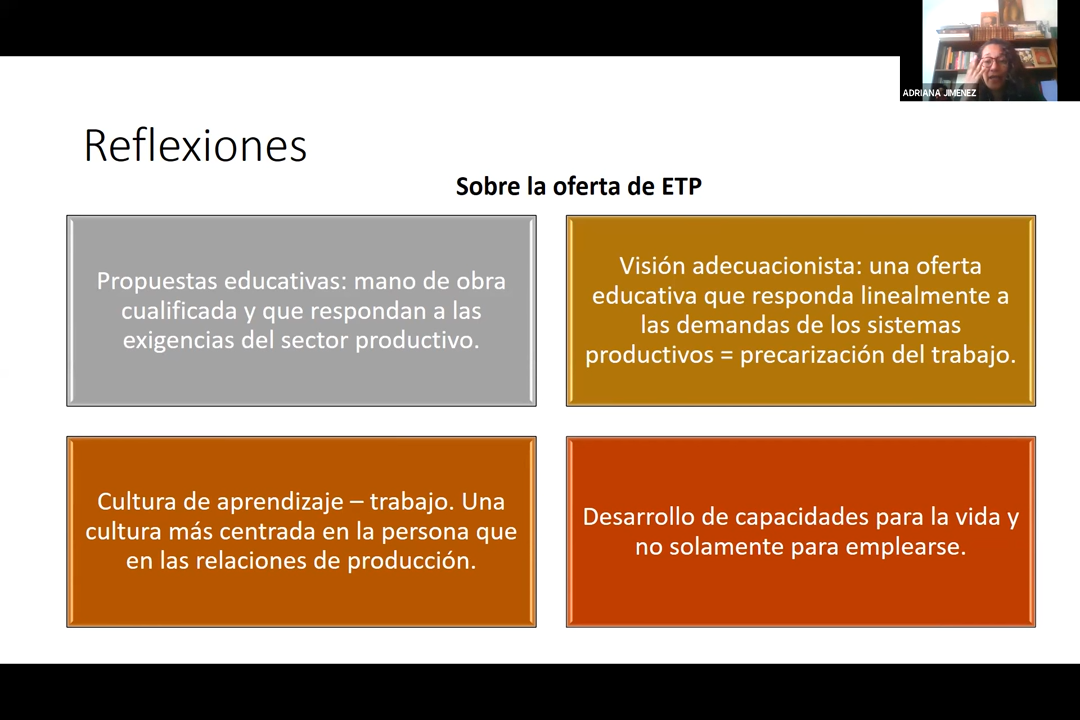 ADRIANA JIMENEZ
Reflexiones
Sobre la oferta de ETP
Propuestas educativas: mano de obra
cualificada y que respondan a las
exigencias del sector productivo.
Visión adecuacionista: una oferta
educativa que responda linealmente a
las demandas de los sistemas
productivos = precarización del trabajo.
Cultura de aprendizaje – trabajo. Una
cultura más centrada en la persona que
en las relaciones de producción.
Desarrollo de capacidades para la vida y
no solamente para emplearse.